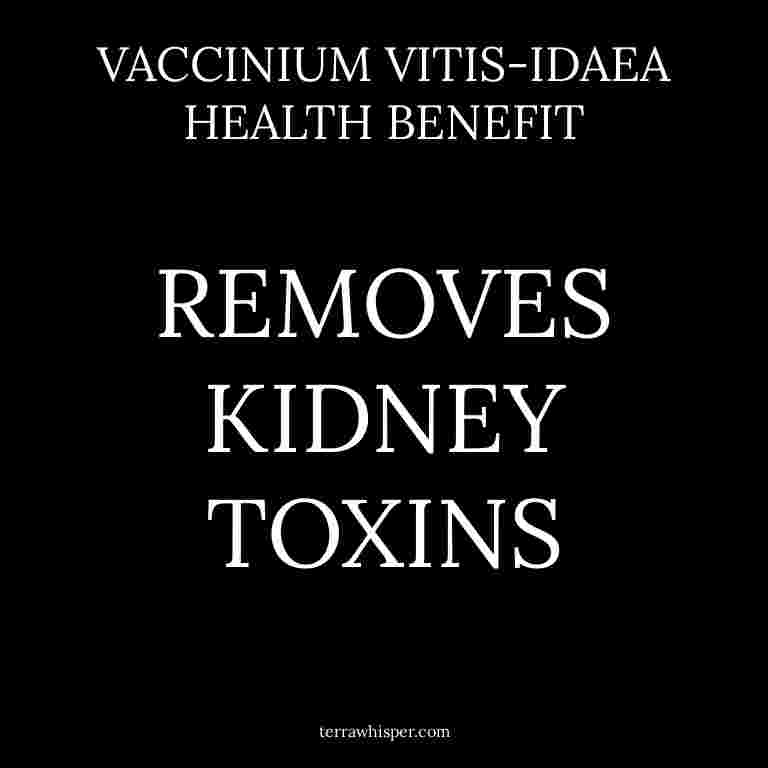 VACCINIUM VITIS-IDAEA
HEALTH BENEFIT
REMOVES
KIDNEY
TOXINS
terrawhisper.com